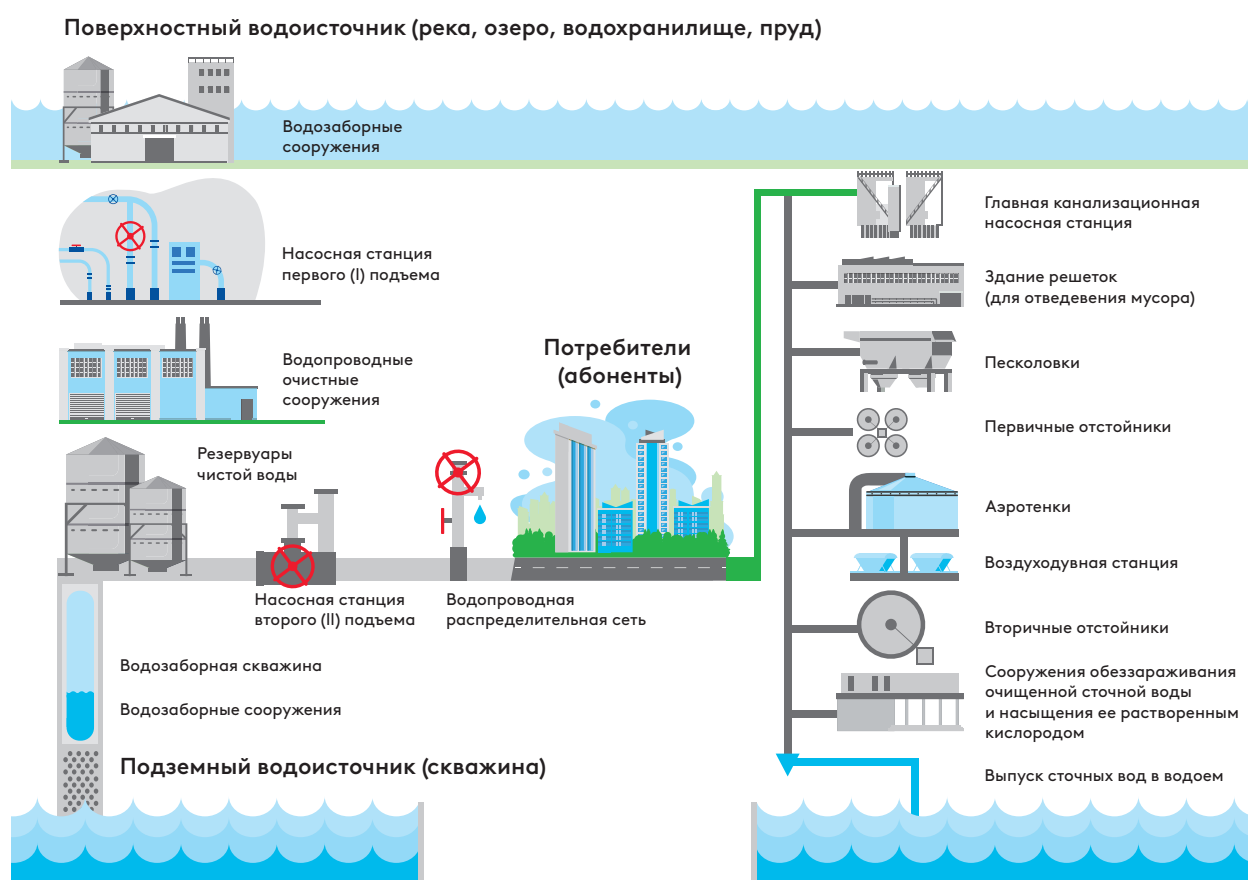 Поверхностный водоисточник (река, озеро, водохранилище, пруд)
Водозаборные
сооружения
Насосная станция
первого (I) подъема
Водопроводные
очистные
сооружения
Резервуары
чистой воды
Насосная станция
второго (II) подъема
Водопроводная
распределительная сеть
Потребители
(абоненты)
Водозаборная скважина
Водозаборные сооружения
Подземный водоисточник (скважина)
Главная канализационная
насосная станция
Здание решеток
(для отведевения мусора)
Песколовки
Первичные отстойники
Аэротенки
Воздуходувная станция
Вторичные отстойники
Сооружения обеззараживания
очищенной сточной воды
и насыщения ее растворенным
кислородом
Выпуск сточных вод в водоем